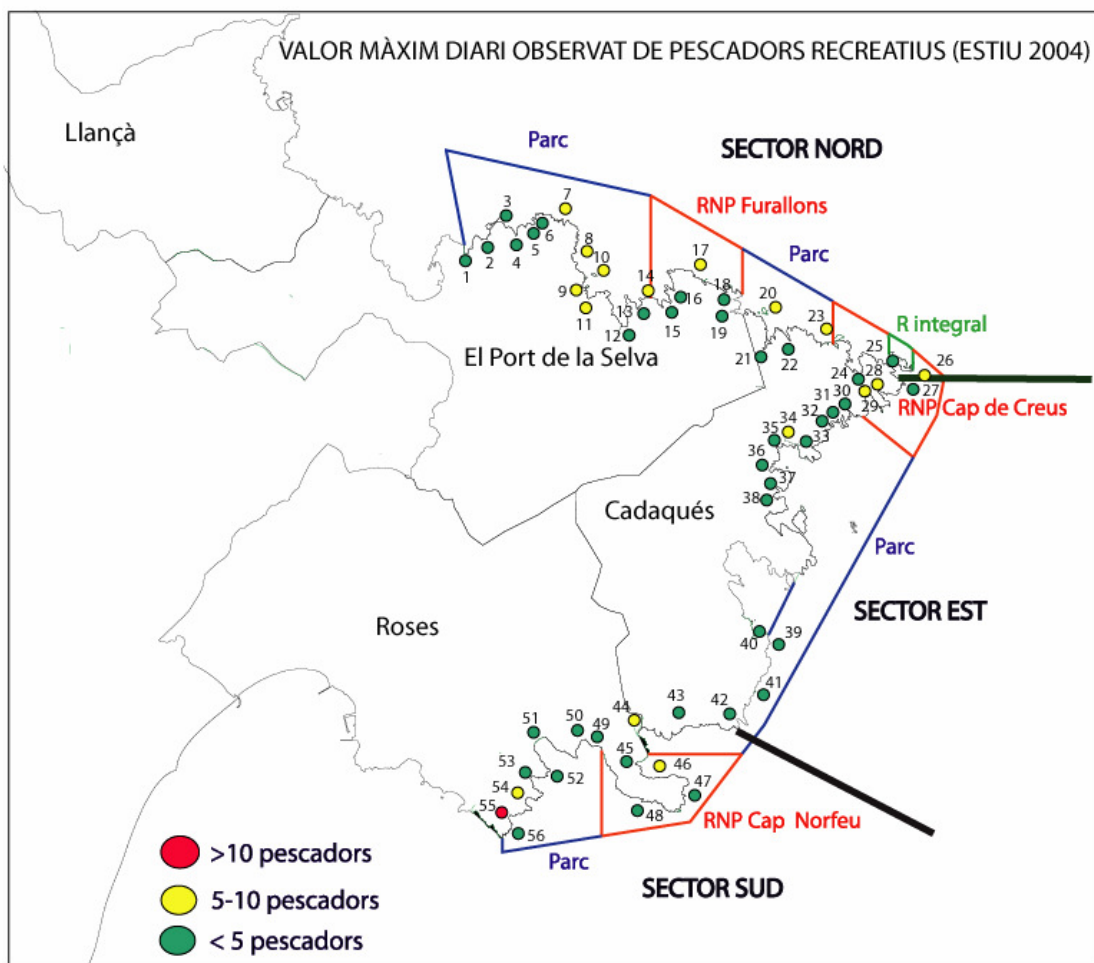 VALOR MÀXIM DIARI OBSERVAT DE PESCADORS RECREATIUS (ESTIU 2004)
Llançà
Parc
SECTOR NORD
RNP Furallons
Parc
R integral
RNP Cap de Creus
El Port de la Selva
Cadaqués
Parc
SECTOR EST
Roses
RNP Cap Norfeu
Parc
SECTOR SUD
>10 pescadors
5-10 pescadors
< 5 pescadors
1
2
3
4
5
6
7
8
9
10
11
12
13
14
15
16
17
18
19
20
21
22
23
24
25
26
27
28
29
30
31
32
33
34
35
36
37
38
39
40
41
42
43
44
45
46
47
48
49
50
51
52
53
54
55
56